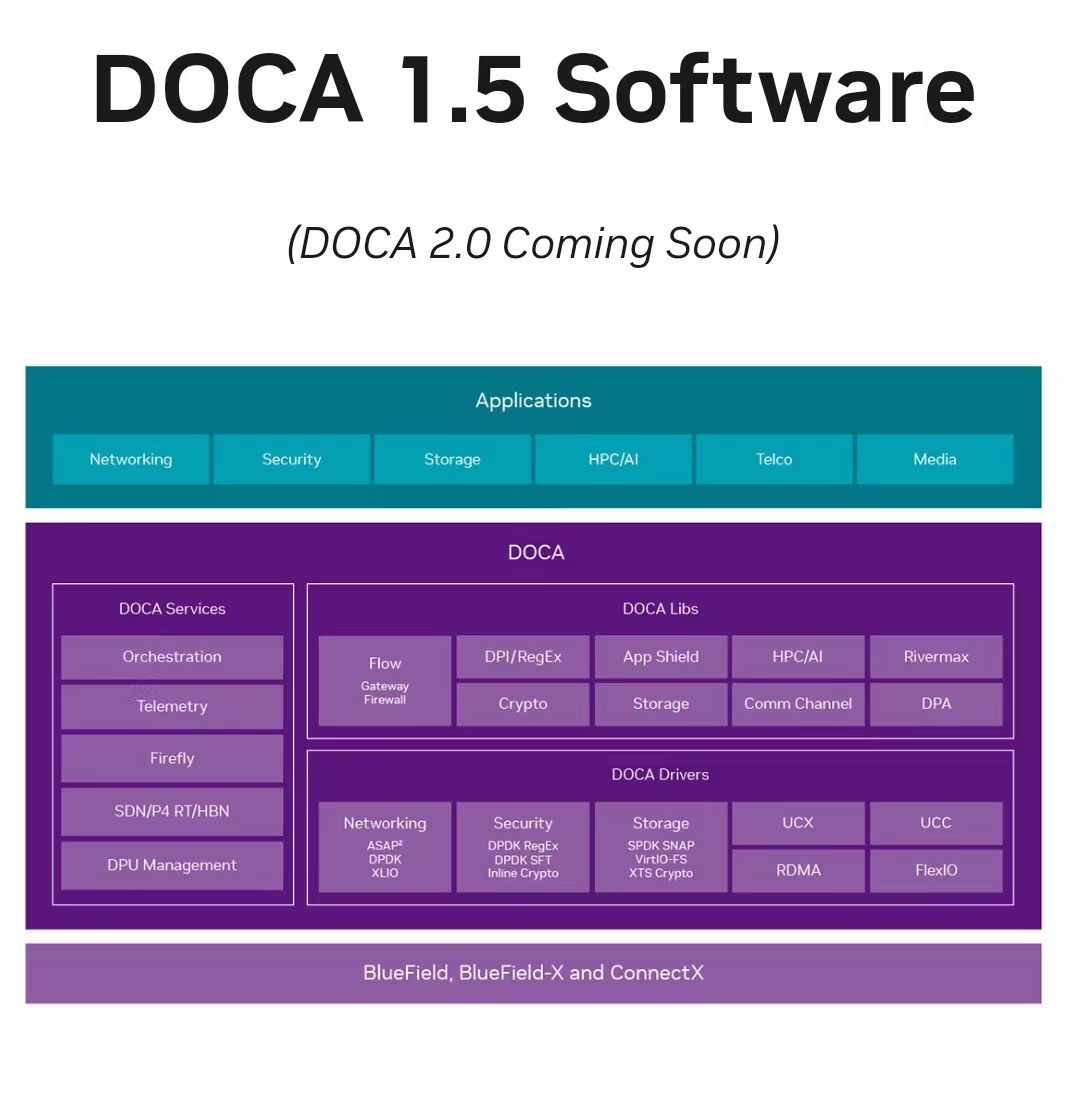 DOCA 1.5 Software
(DOCA 2.0 Coming Soon)
Applications
Networking
Security
Storage
HPC/AI
Telco
Media
DOCA
DOCA Services
Orchestration
Telemetry
Firefly
SDN/P4 RT/HBN
DPU Management
DOCA Libs
Flow
Gateway
Firewall
DPI/RegEx
App Shield
HPC/AI
Rivermax
Crypto
Storage
Comm Channel
DPA
DOCA Drivers
Networking
ASAP²
DPDK
XLIO
Security
DPDK RegEx
DPDK SFT
Inline Crypto
Storage
SPDK SNAP
VirtIO-FS
XTS Crypto
UCX
UCC
RDMA
FlexIO
BlueField, BlueField-X and ConnectX